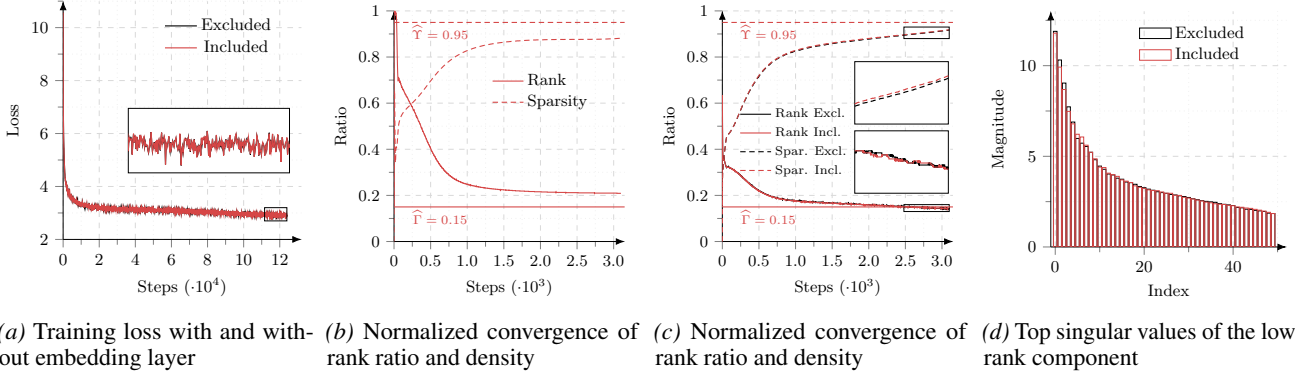 10
8
6
4
2
Loss
Excluded
Included
0
2
4
6
8
10
12
Steps (·10⁴)
(a) Training loss with and with-
out embedding layer
1
0.8
0.6
0.4
0.2
0
Ratio
Υ̂ = 0.95
Rank
Sparsity
Γ̂ = 0.15
0
0.5
1.0
1.5
2.0
2.5
3.0
Steps (·10³)
(b) Normalized convergence of
rank ratio and density
1
0.8
0.6
0.4
0.2
0
Ratio
Υ̂ = 0.95
Rank Excl.
Rank Incl.
Spar. Excl.
Spar. Incl.
Γ̂ = 0.15
0
0.5
1.0
1.5
2.0
2.5
3.0
Steps (·10³)
(c) Normalized convergence of
rank ratio and density
10
5
0
Magnitude
Excluded
Included
0
20
40
Index
(d) Top singular values of the low
rank component